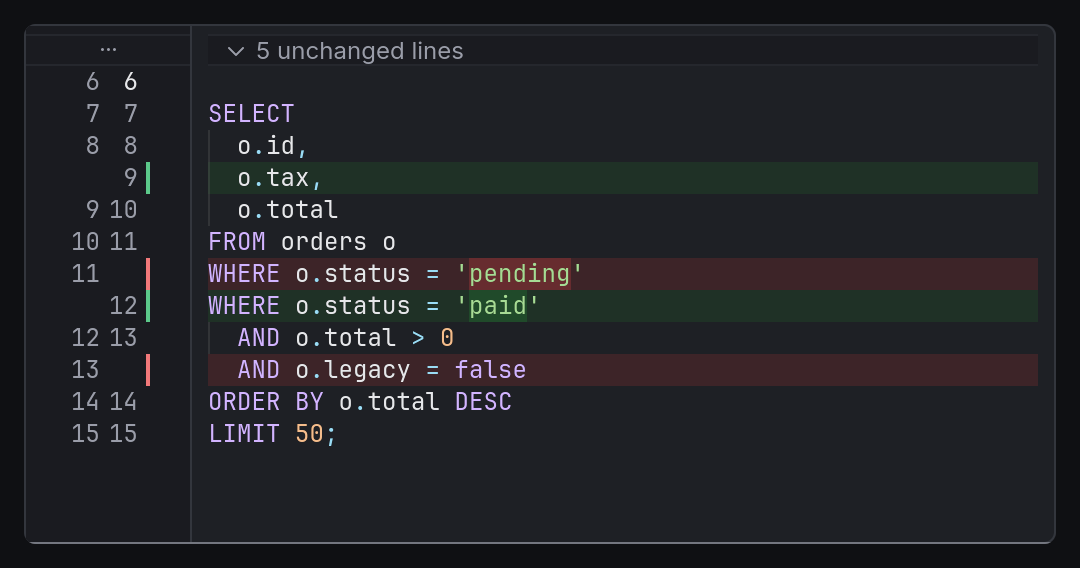 … 5 unchanged lines
6 6
7 7 SELECT
8 8   o.id,
9   o.tax,
9 10   o.total
10 11 FROM orders o
11 WHERE o.status = 'pending'
12 WHERE o.status = 'paid'
12 13   AND o.total > 0
13   AND o.legacy = false
14 14 ORDER BY o.total DESC
15 15 LIMIT 50;